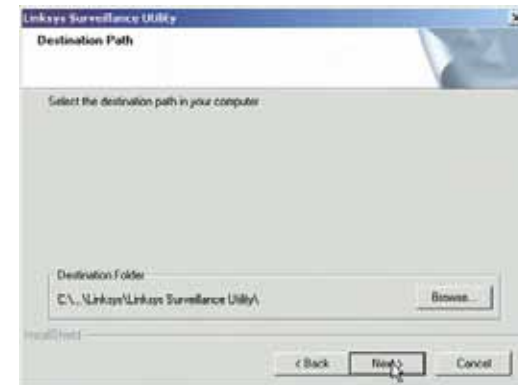 Linksys Surveillance Utility
Destination Path
Select the destination path in your computer
Destination Folder
C:\...\Linksys\Linksys Surveillance Utility\
Browse...
InstallShield
< Back
Next >
Cancel